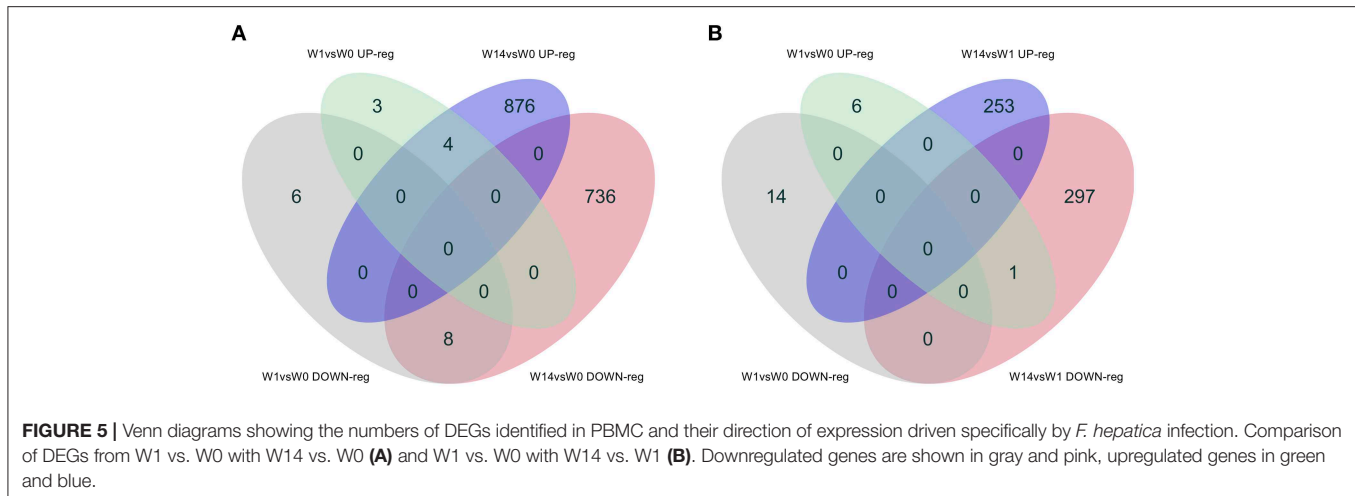 A
B
W1vsW0 UP-reg
W14vsW0 UP-reg
W1vsW0 UP-reg
W14vsW1 UP-reg
3
876
6
253
0
4
0
0
0
0
6
0
0
736
14
0
0
297
0
0
0
0
0
0
0
1
0
0
0
0
8
0
W1vsW0 DOWN-reg
W14vsW0 DOWN-reg
W1vsW0 DOWN-reg
W14vsW1 DOWN-reg
FIGURE 5 | Venn diagrams showing the numbers of DEGs identified in PBMC and their direction of expression driven specifically by F. hepatica infection. Comparison
of DEGs from W1 vs. W0 with W14 vs. W0 (A) and W1 vs. W0 with W14 vs. W1 (B). Downregulated genes are shown in gray and pink, upregulated genes in green
and blue.